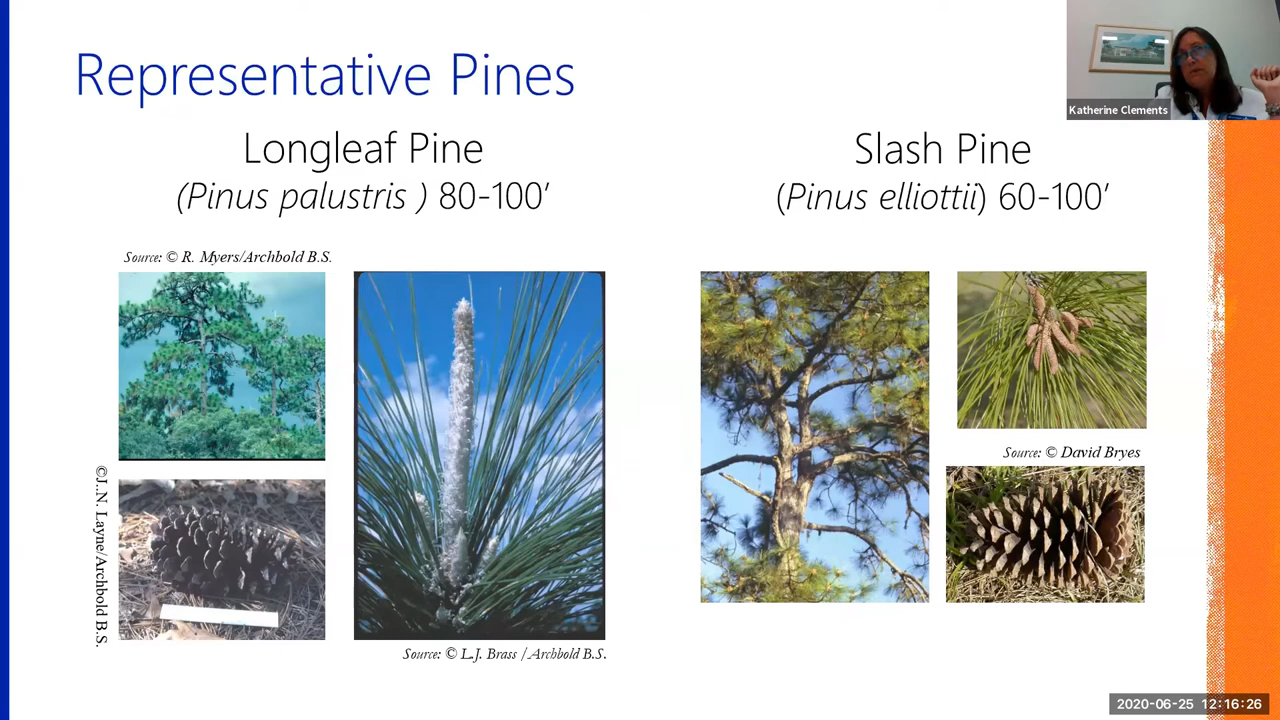 Representative Pines
Katherine Clements
Longleaf Pine
(Pinus palustris ) 80-100’
Slash Pine
(Pinus elliottii) 60-100’
Source: © R. Myers/Archbold B.S.
©J..N. Layne/Archbold B.S.
Source: © L.J. Brass /Archbold B.S.
Source: © David Bryes
2020-06-25 12:16:26